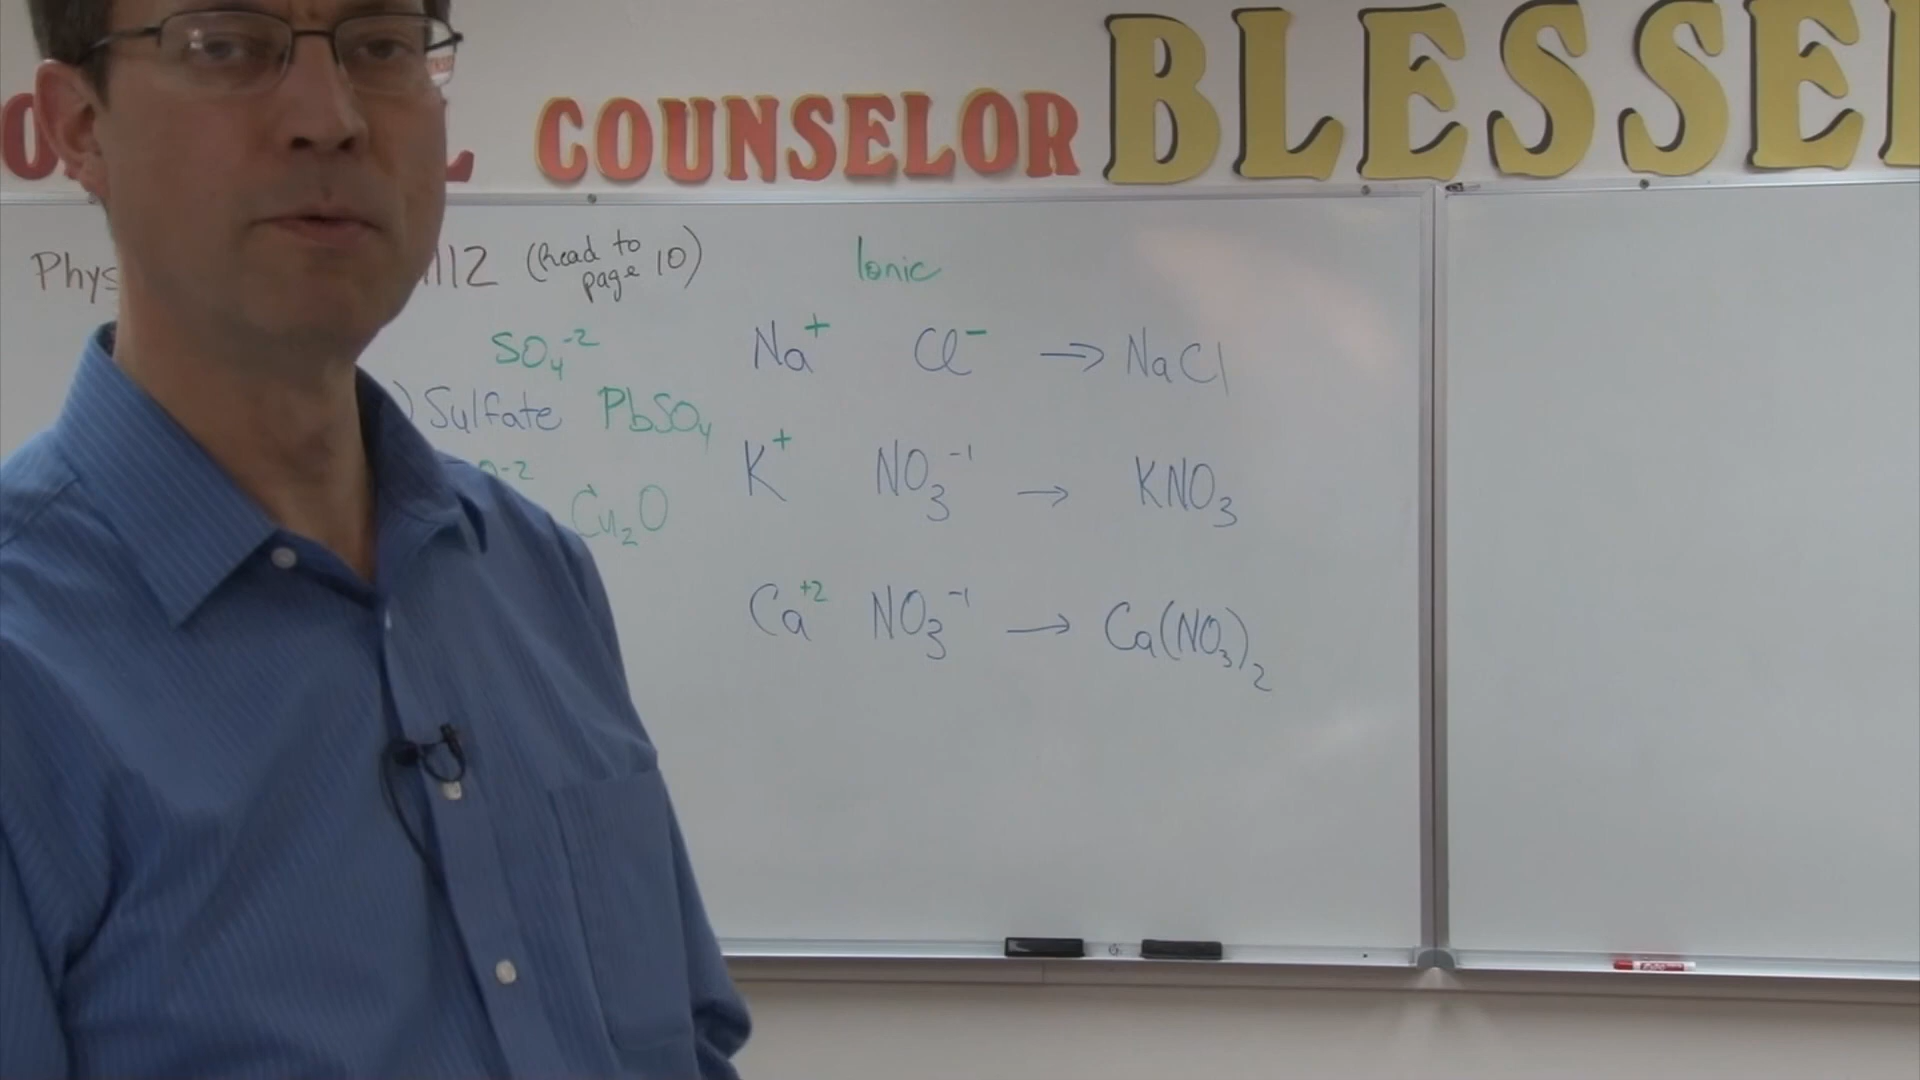 COUNSELOR BLESSE
Phys 112 (Read to page 10)
Ionic
SO₄⁻²
) Sulfate PbSO₄
O⁻²
Cu₂O
Na⁺ Cl⁻ → NaCl
K⁺ NO₃⁻¹ → KNO₃
Ca⁺² NO₃⁻¹ → Ca(NO₃)₂